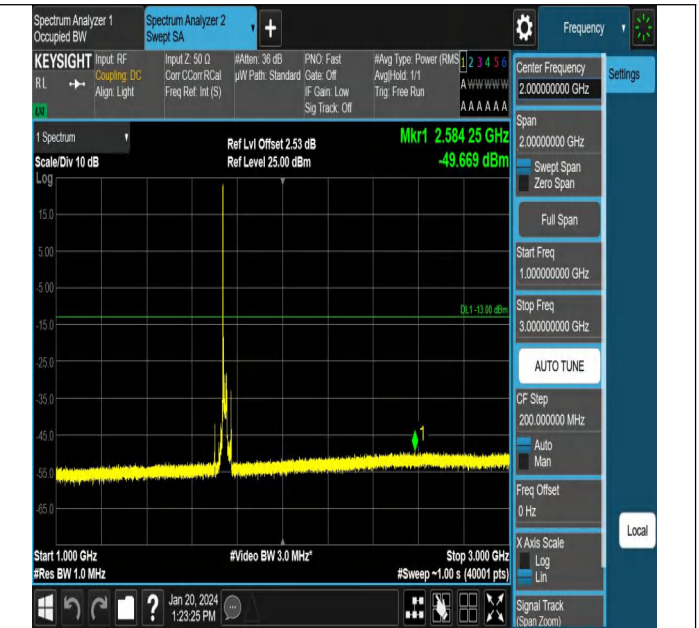 Spectrum Analyzer 1
Occupied BW
Spectrum Analyzer 2
Swept SA
Frequency
KEYSIGHT
RL
Input: RF
Coupling: DC
Align: Light
Input Z: 50 Ω
Corr CCorr RCal
Freq Ref: Int (S)
#Atten: 36 dB
µW Path: Standard
PNO: Fast
Gate: Off
IF Gain: Low
Sig Track: Off
#Avg Type: Power (RMS
Avg|Hold: 1/1
Trig: Free Run
1 2 3 4 5 6
A W W W W W
A A A A A A
1 Spectrum
Scale/Div 10 dB
Log
Ref Lvl Offset 2.53 dB
Ref Level 25.00 dBm
Mkr1 2.584 25 GHz
-49.669 dBm
15.0
5.00
-5.00
-15.0
-25.0
-35.0
-45.0
-55.0
-65.0
DL1 -13.00 dBm
1
Start 1.000 GHz
#Res BW 1.0 MHz
#Video BW 3.0 MHz*
Stop 3.000 GHz
#Sweep ~1.00 s (40001 pts)
Jan 20, 2024
1:23:25 PM
Center Frequency
2.000000000 GHz
Settings
Span
2.00000000 GHz
Swept Span
Zero Span
Full Span
Start Freq
1.000000000 GHz
Stop Freq
3.000000000 GHz
AUTO TUNE
CF Step
200.000000 MHz
Auto
Man
Freq Offset
0 Hz
X Axis Scale
Log
Lin
Signal Track
(Span Zoom)
Local